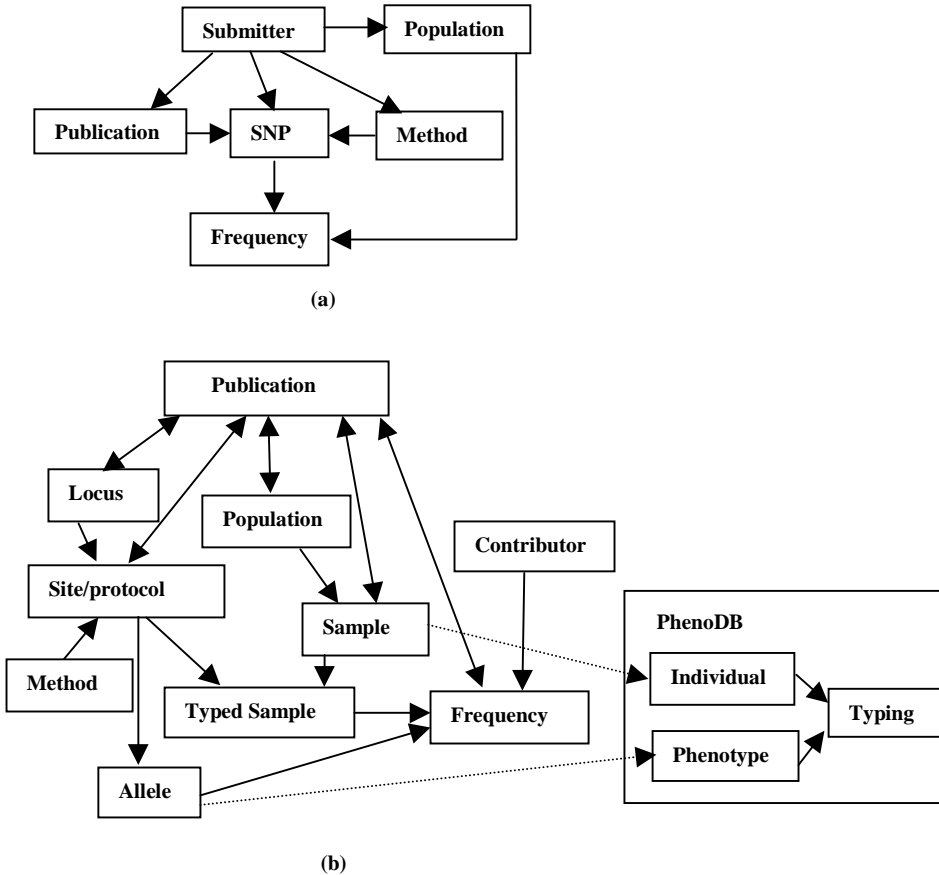 Submitter
Population
Publication
SNP
Method
Frequency
(a)
Publication
Locus
Population
Contributor
Site/protocol
Sample
PhenoDB
Method
Typed Sample
Frequency
Individual
Typing
Phenotype
Allele
(b)